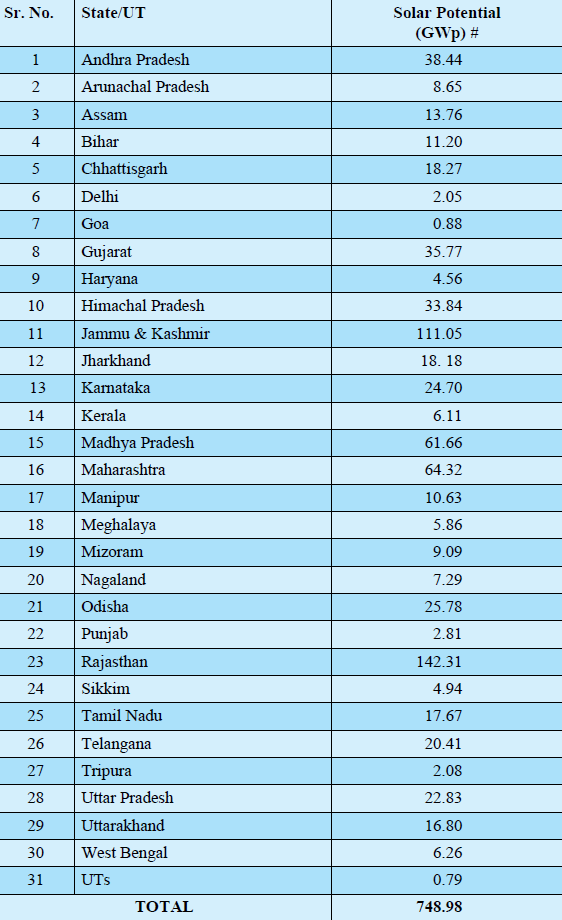 Sr. No. State/UT Solar Potential
(GWp) #
1 Andhra Pradesh 38.44
2 Arunachal Pradesh 8.65
3 Assam 13.76
4 Bihar 11.20
5 Chhattisgarh 18.27
6 Delhi 2.05
7 Goa 0.88
8 Gujarat 35.77
9 Haryana 4.56
10 Himachal Pradesh 33.84
11 Jammu & Kashmir 111.05
12 Jharkhand 18. 18
13 Karnataka 24.70
14 Kerala 6.11
15 Madhya Pradesh 61.66
16 Maharashtra 64.32
17 Manipur 10.63
18 Meghalaya 5.86
19 Mizoram 9.09
20 Nagaland 7.29
21 Odisha 25.78
22 Punjab 2.81
23 Rajasthan 142.31
24 Sikkim 4.94
25 Tamil Nadu 17.67
26 Telangana 20.41
27 Tripura 2.08
28 Uttar Pradesh 22.83
29 Uttarakhand 16.80
30 West Bengal 6.26
31 UTs 0.79
TOTAL 748.98